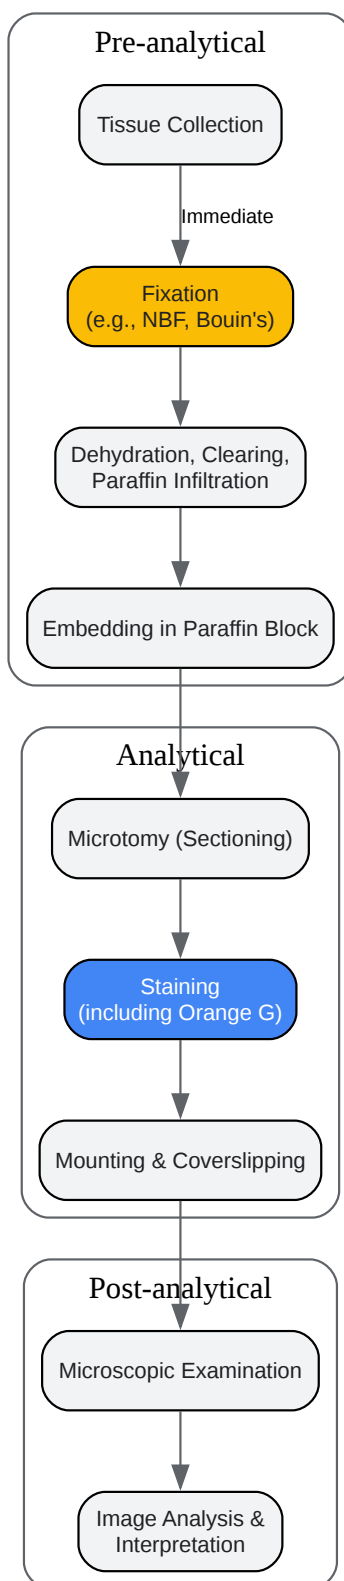 Pre-analytical
Tissue Collection
Immediate
Fixation
(e.g., NBF, Bouin's)
Dehydration, Clearing,
Paraffin Infiltration
Embedding in Paraffin Block
Analytical
Microtomy (Sectioning)
Staining
(including Orange G)
Mounting & Coverslipping
Post-analytical
Microscopic Examination
Image Analysis &
Interpretation